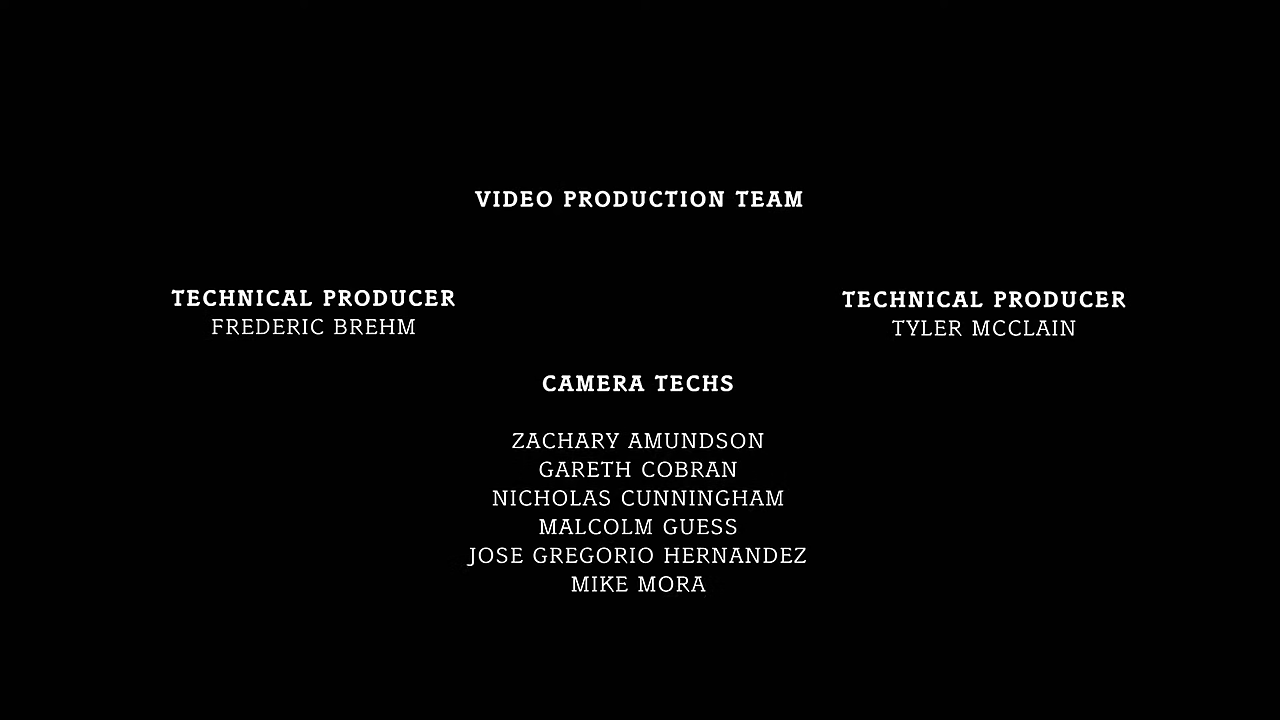 VIDEO PRODUCTION TEAM
TECHNICAL PRODUCER
FREDERIC BREHM
TECHNICAL PRODUCER
TYLER MCCLAIN
CAMERA TECHS
ZACHARY AMUNDSON
GARETH COBRAN
NICHOLAS CUNNINGHAM
MALCOLM GUESS
JOSE GREGORIO HERNANDEZ
MIKE MORA